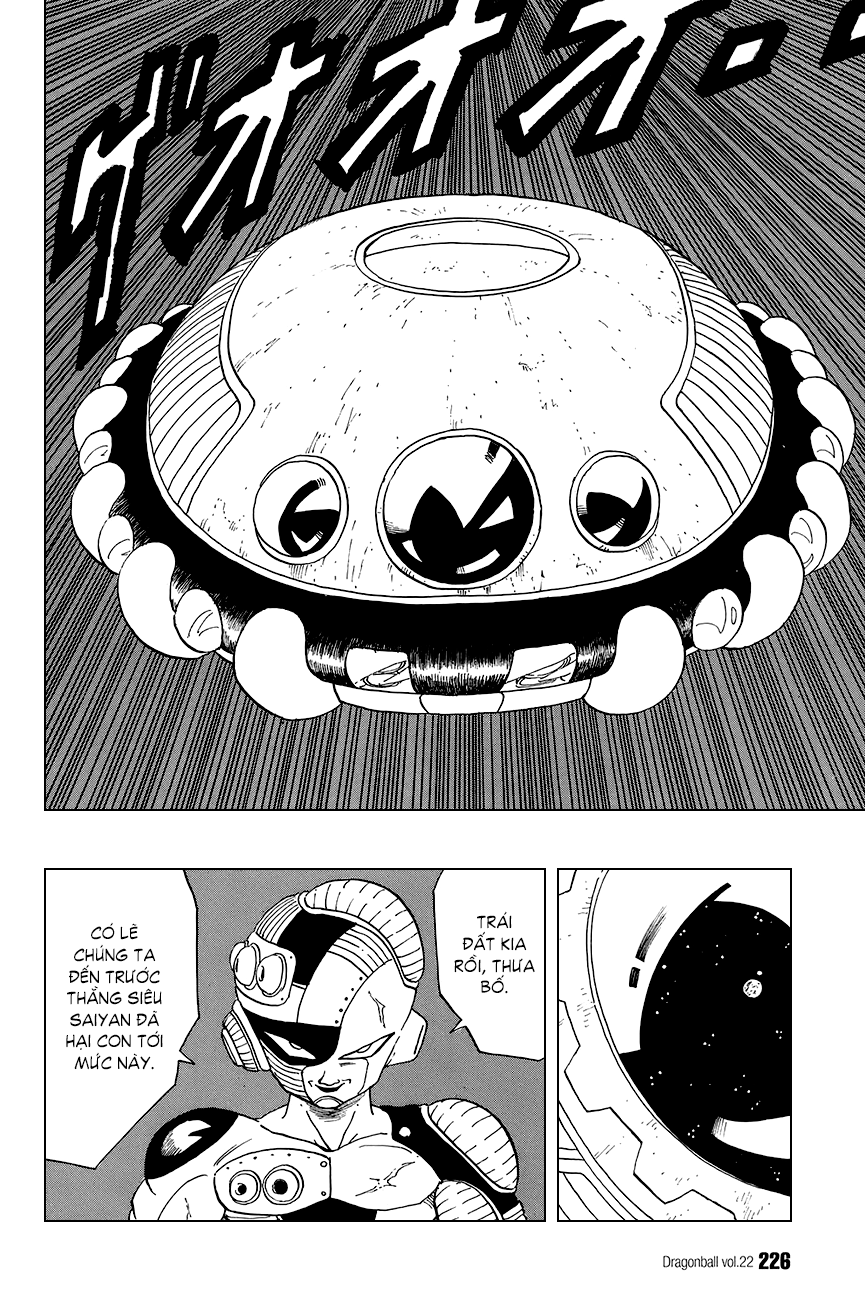 グオオオ・・
TRÁI
ĐẤT KIA
RỒI, THƯA
BỐ.
CÓ LẼ
CHÚNG TA
ĐẾN TRƯỚC
THẰNG SIÊU
SAIYAN ĐÃ
HẠI CON TỚI
MỨC NÀY.
Dragonball vol.22 226